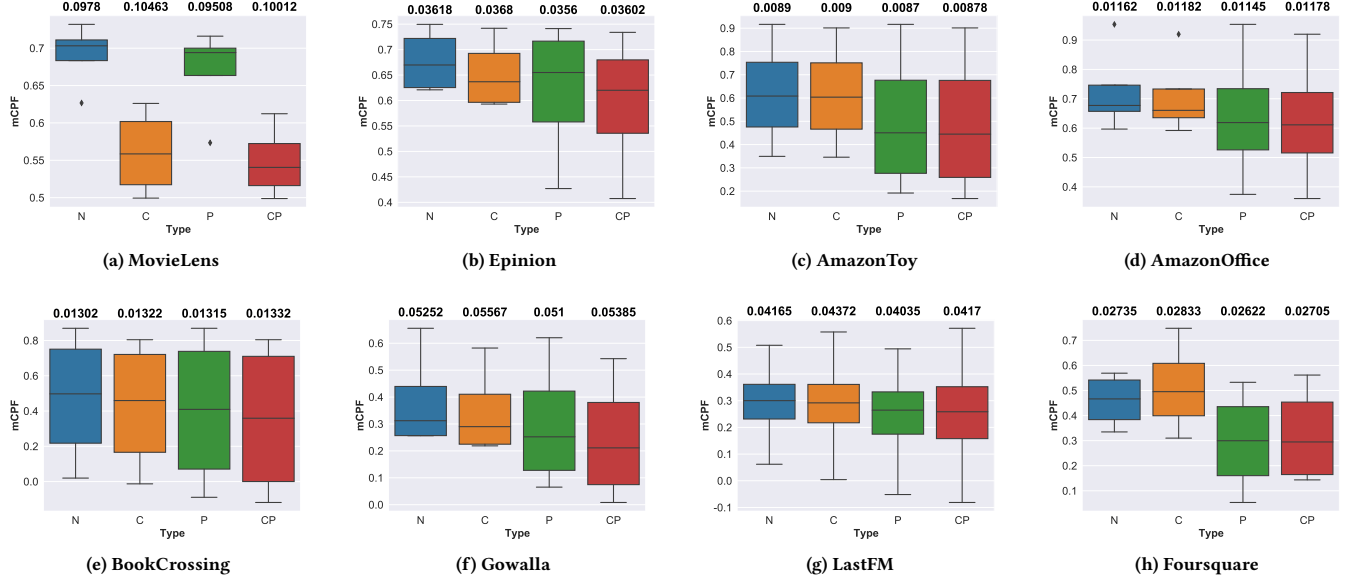 0.0978 0.10463 0.09508 0.10012
mCPF
0.7
0.65
0.6
0.55
0.5
N C P CP
Type
(a) MovieLens
0.03618 0.0368 0.0356 0.03602
mCPF
0.75
0.7
0.65
0.6
0.55
0.5
0.45
0.4
N C P CP
Type
(b) Epinion
0.0089 0.009 0.0087 0.00878
mCPF
0.9
0.8
0.7
0.6
0.5
0.4
0.3
0.2
N C P CP
Type
(c) AmazonToy
0.01162 0.01182 0.01145 0.01178
mCPF
0.9
0.8
0.7
0.6
0.5
0.4
N C P CP
Type
(d) AmazonOffice
0.01302 0.01322 0.01315 0.01332
mCPF
0.8
0.6
0.4
0.2
0.0
N C P CP
Type
(e) BookCrossing
0.05252 0.05567 0.051 0.05385
mCPF
0.6
0.5
0.4
0.3
0.2
0.1
0.0
N C P CP
Type
(f) Gowalla
0.04165 0.04372 0.04035 0.0417
mCPF
0.6
0.5
0.4
0.3
0.2
0.1
0.0
-0.1
N C P CP
Type
(g) LastFM
0.02735 0.02833 0.02622 0.02705
mCPF
0.7
0.6
0.5
0.4
0.3
0.2
0.1
N C P CP
Type
(h) Foursquare